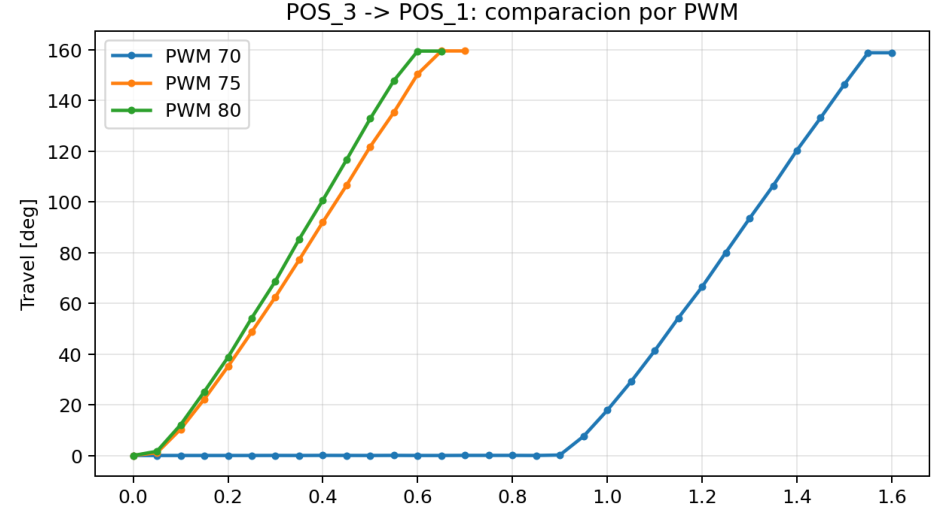 POS_3 -> POS_1: comparacion por PWM
PWM 70
PWM 75
PWM 80
Travel [deg]
160
140
120
100
80
60
40
20
0
0.0 0.2 0.4 0.6 0.8 1.0 1.2 1.4 1.6